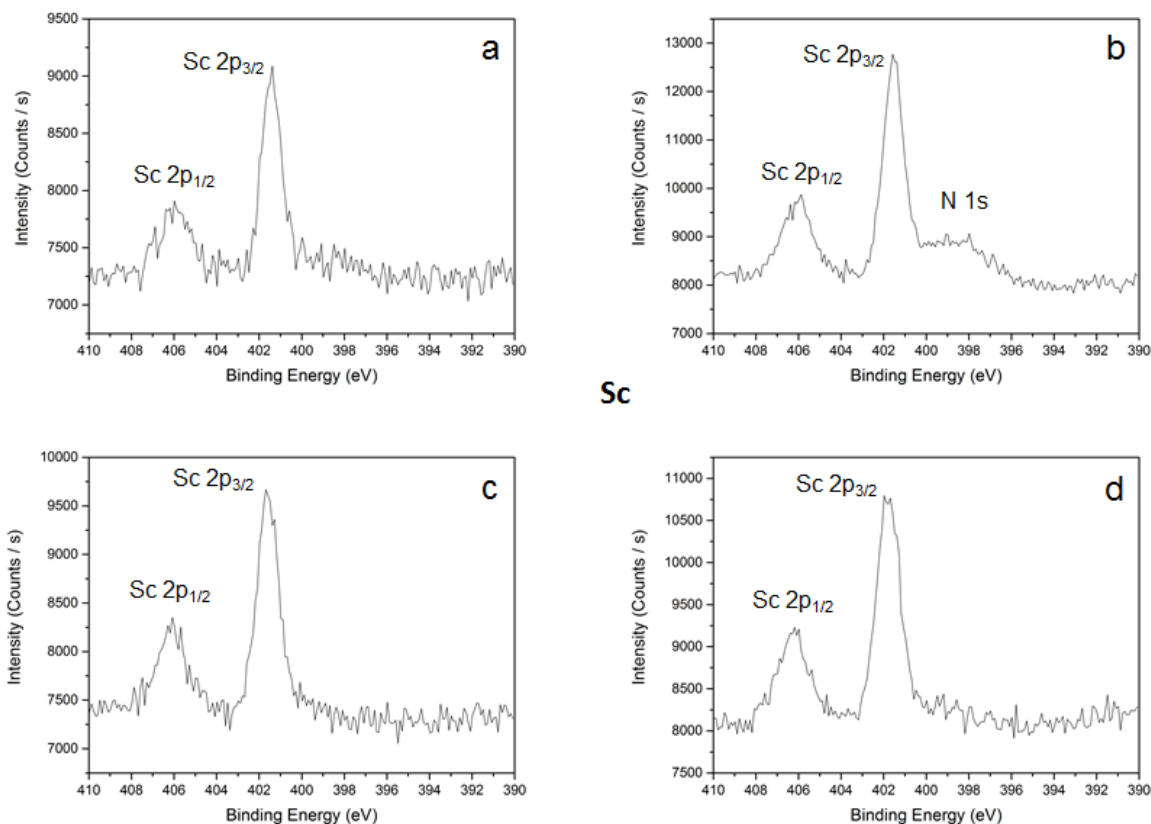 a
Sc 2p3/2
Sc 2p1/2
9500
9000
8500
8000
7500
7000
Intensity (Counts / s)
410 408 406 404 402 400 398 396 394 392 390
Binding Energy (eV)
b
Sc 2p3/2
Sc 2p1/2
N 1s
13000
12000
11000
10000
9000
8000
7000
Intensity (Counts / s)
410 408 406 404 402 400 398 396 394 392 390
Binding Energy (eV)
Sc
c
Sc 2p3/2
Sc 2p1/2
10000
9500
9000
8500
8000
7500
7000
Intensity (Counts / s)
410 408 406 404 402 400 398 396 394 392 390
Binding Energy (eV)
d
Sc 2p3/2
Sc 2p1/2
11000
10500
10000
9500
9000
8500
8000
7500
Intensity (Counts / s)
410 408 406 404 402 400 398 396 394 392 390
Binding Energy (eV)